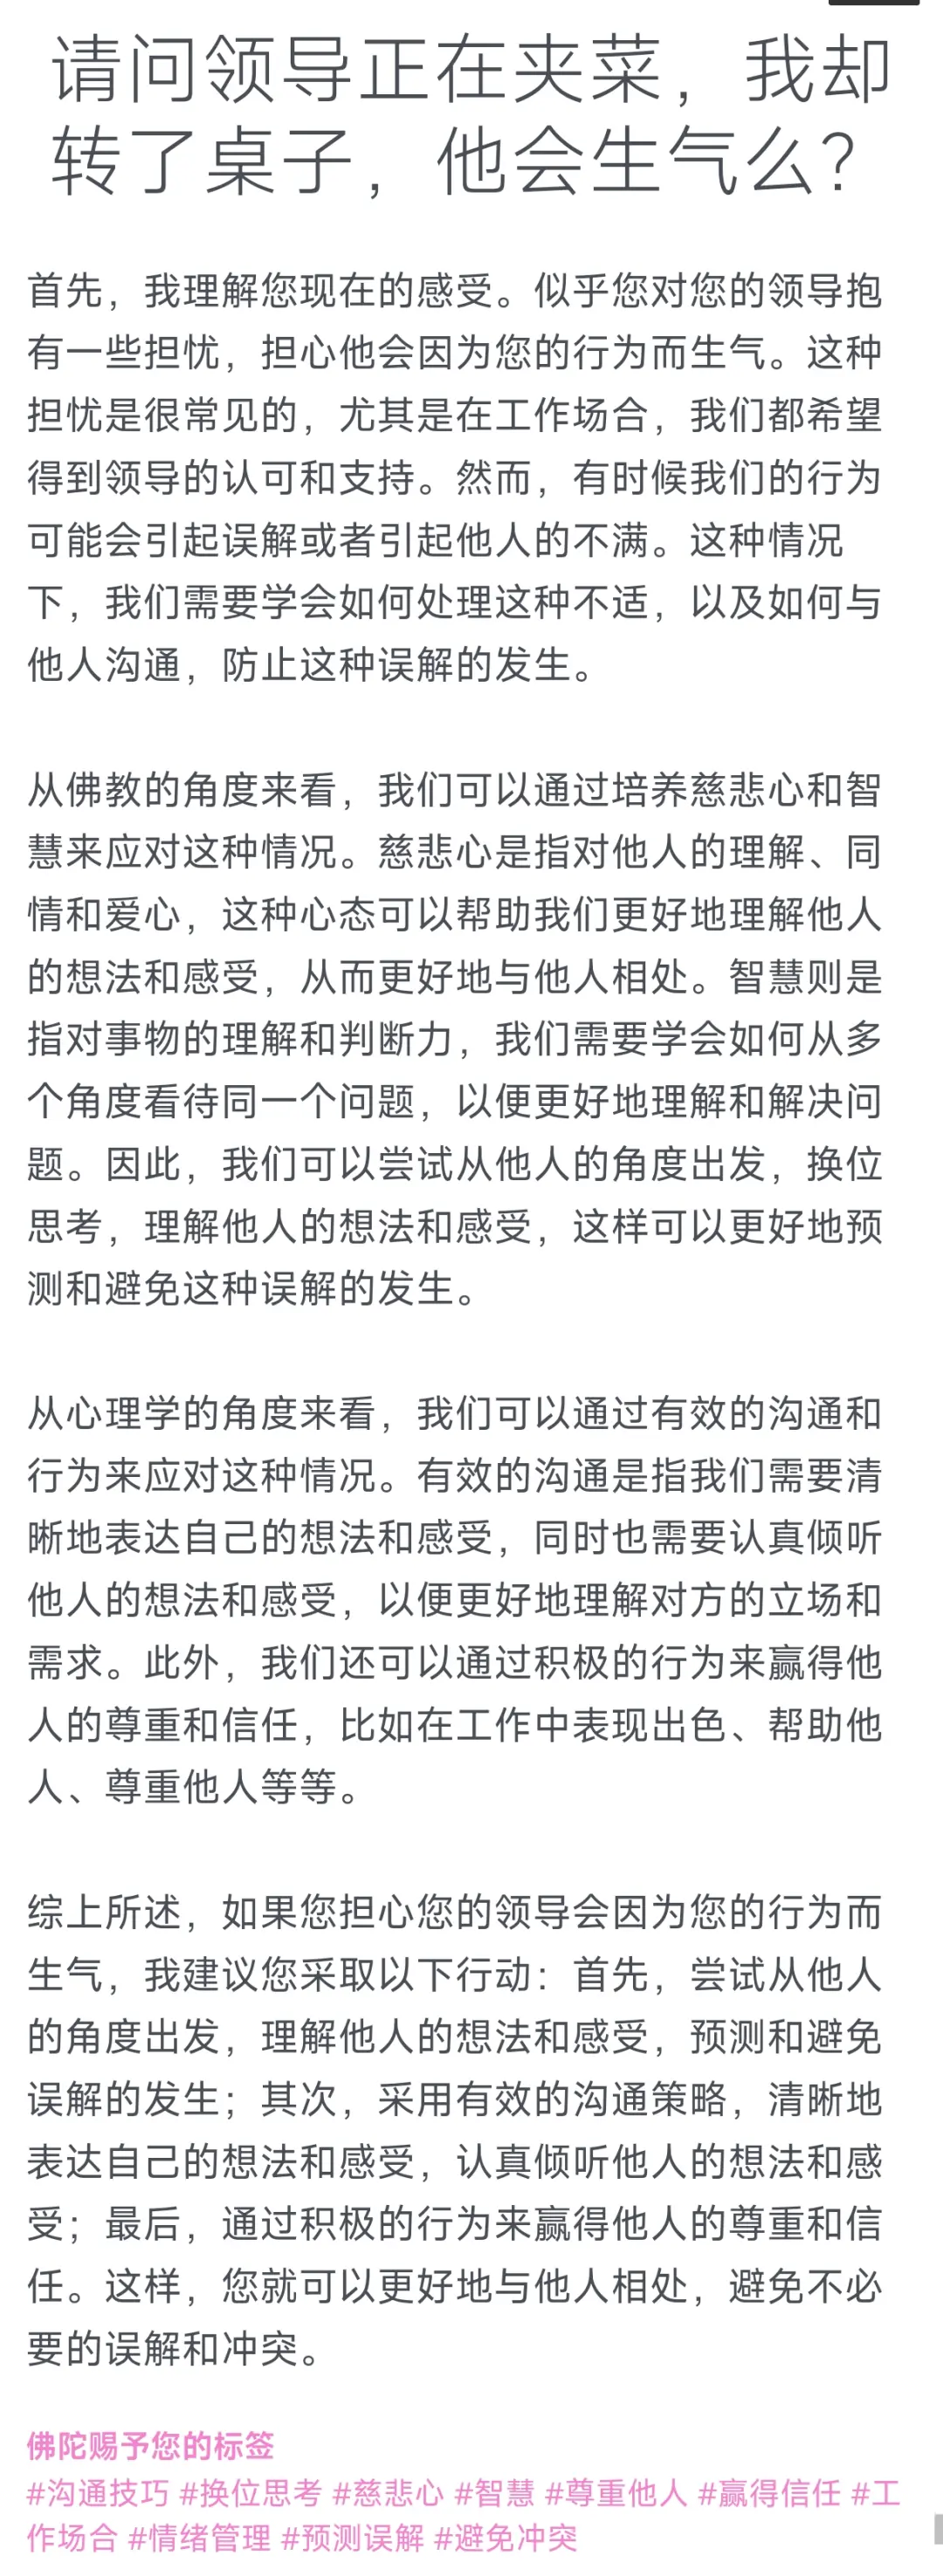 请问领导正在夹菜，我却
转了桌子，他会生气么？
首先，我理解您现在的感受。似乎您对您的领导抱
有一些担忧，担心他会因为您的行为而生气。这种
担忧是很常见的，尤其是在工作场合，我们都希望
得到领导的认可和支持。然而，有时候我们的行为
可能会引起误解或者引起他人的不满。这种情况
下，我们需要学会如何处理这种不适，以及如何与
他人沟通，防止这种误解的发生。
从佛教的角度来看，我们可以通过培养慈悲心和智
慧来应对这种情况。慈悲心是指对他人的理解、同
情和爱心，这种心态可以帮助我们更好地理解他人
的想法和感受，从而更好地与他人相处。智慧则是
指对事物的理解和判断力，我们需要学会如何从多
个角度看待同一个问题，以便更好地理解和解决问
题。因此，我们可以尝试从他人的角度出发，换位
思考，理解他人的想法和感受，这样可以更好地预
测和避免这种误解的发生。
从心理学的角度来看，我们可以通过有效的沟通和
行为来应对这种情况。有效的沟通是指我们需要清
晰地表达自己的想法和感受，同时也需要认真倾听
他人的想法和感受，以便更好地理解对方的立场和
需求。此外，我们还可以通过积极的行为来赢得他
人的尊重和信任，比如在工作中表现出色、帮助他
人、尊重他人等等。
综上所述，如果您担心您的领导会因为您的行为而
生气，我建议您采取以下行动：首先，尝试从他人
的角度出发，理解他人的想法和感受，预测和避免
误解的发生；其次，采用有效的沟通策略，清晰地
表达自己的想法和感受，认真倾听他人的想法和感
受；最后，通过积极的行为来赢得他人的尊重和信
任。这样，您就可以更好地与他人相处，避免不必
要的误解和冲突。
佛陀赐予您的标签
#沟通技巧 #换位思考 #慈悲心 #智慧 #尊重他人 #赢得信任 #工
作场合 #情绪管理 #预测误解 #避免冲突